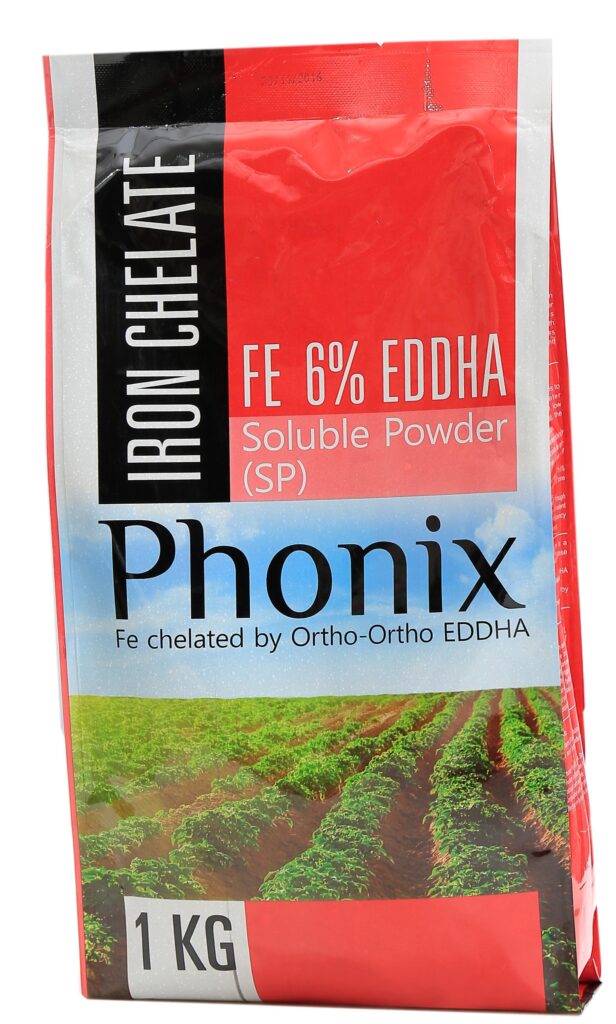 IRON CHELATE
FE 6% EDDHA
Soluble Powder
(SP)
Phonix
Fe chelated by Ortho-Ortho EDDHA
1 KG